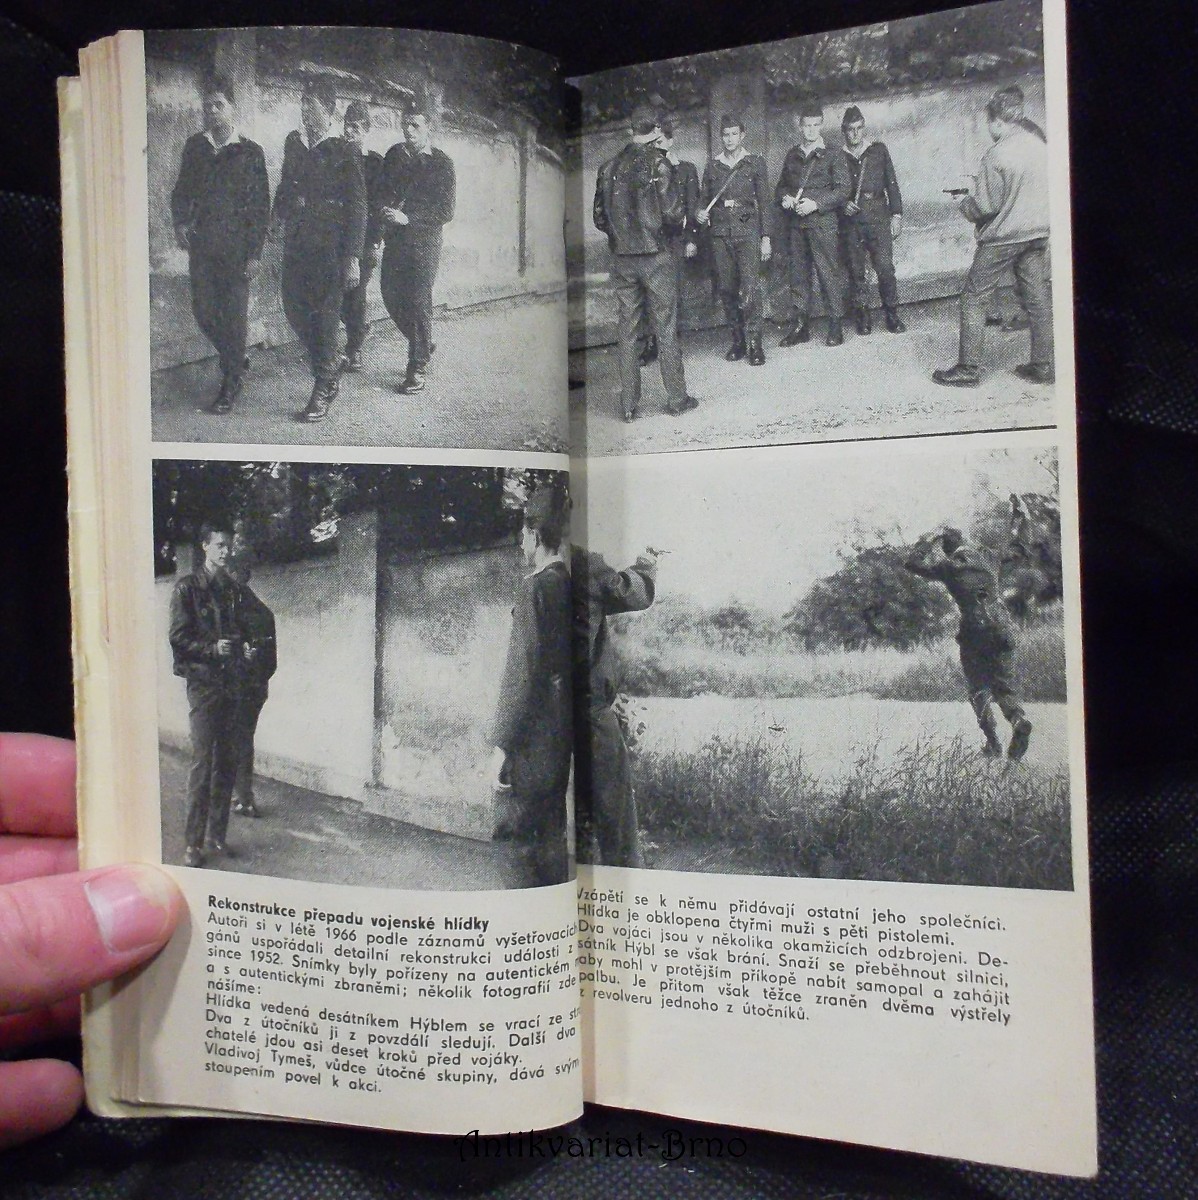 Rekonstrukce přepadu vojenské hlídky
Autoři si v létě 1966 podle záznamů vyšetřovacích
gánů uspořádali detailní rekonstrukci události z
since 1952. Snímky byly pořízeny na autentickém
a s autentickými zbraněmi; několik fotografií zde
nášíme:
Hlídka vedená desátníkem Hýblem se vrací ze
Dva z útočníků ji z povzdálí sledují. Další dva
chatelé jdou asi deset kroků před vojáky.
Vladivoj Tymeš, vůdce útočné skupiny, dává svým
stoupením povel k akci.
Vzápětí se k němu přidávají ostatní jeho společníci.
Hlídka je obklopena čtyřmi muži s pěti pistolemi.
Dva vojáci jsou v několika okamžicích odzbrojeni. De-
sátník Hýbl se však brání. Snaží se přeběhnout silnici,
aby mohl v protějším příkopě nabít samopal a zahájit
palbu. Je přitom však těžce zraněn dvěma výstřely
z revolveru jednoho z útočníků.
Antikvariat-Brno